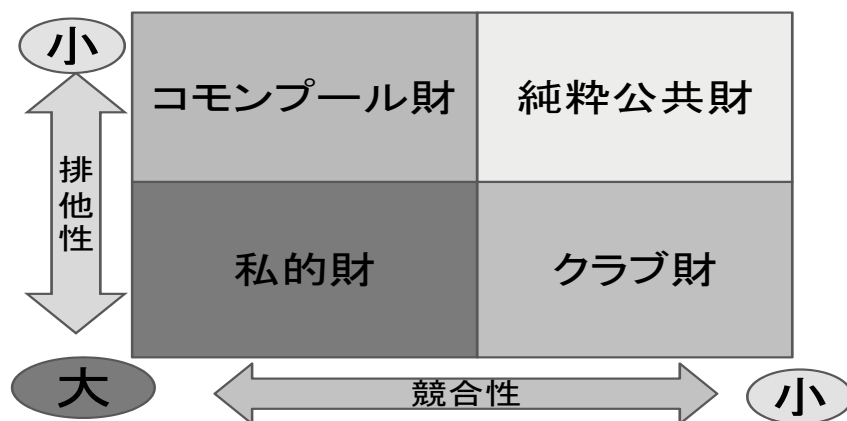 小
コモンプール財
純粋公共財
排他性
私的財
クラブ財
大
競合性
小